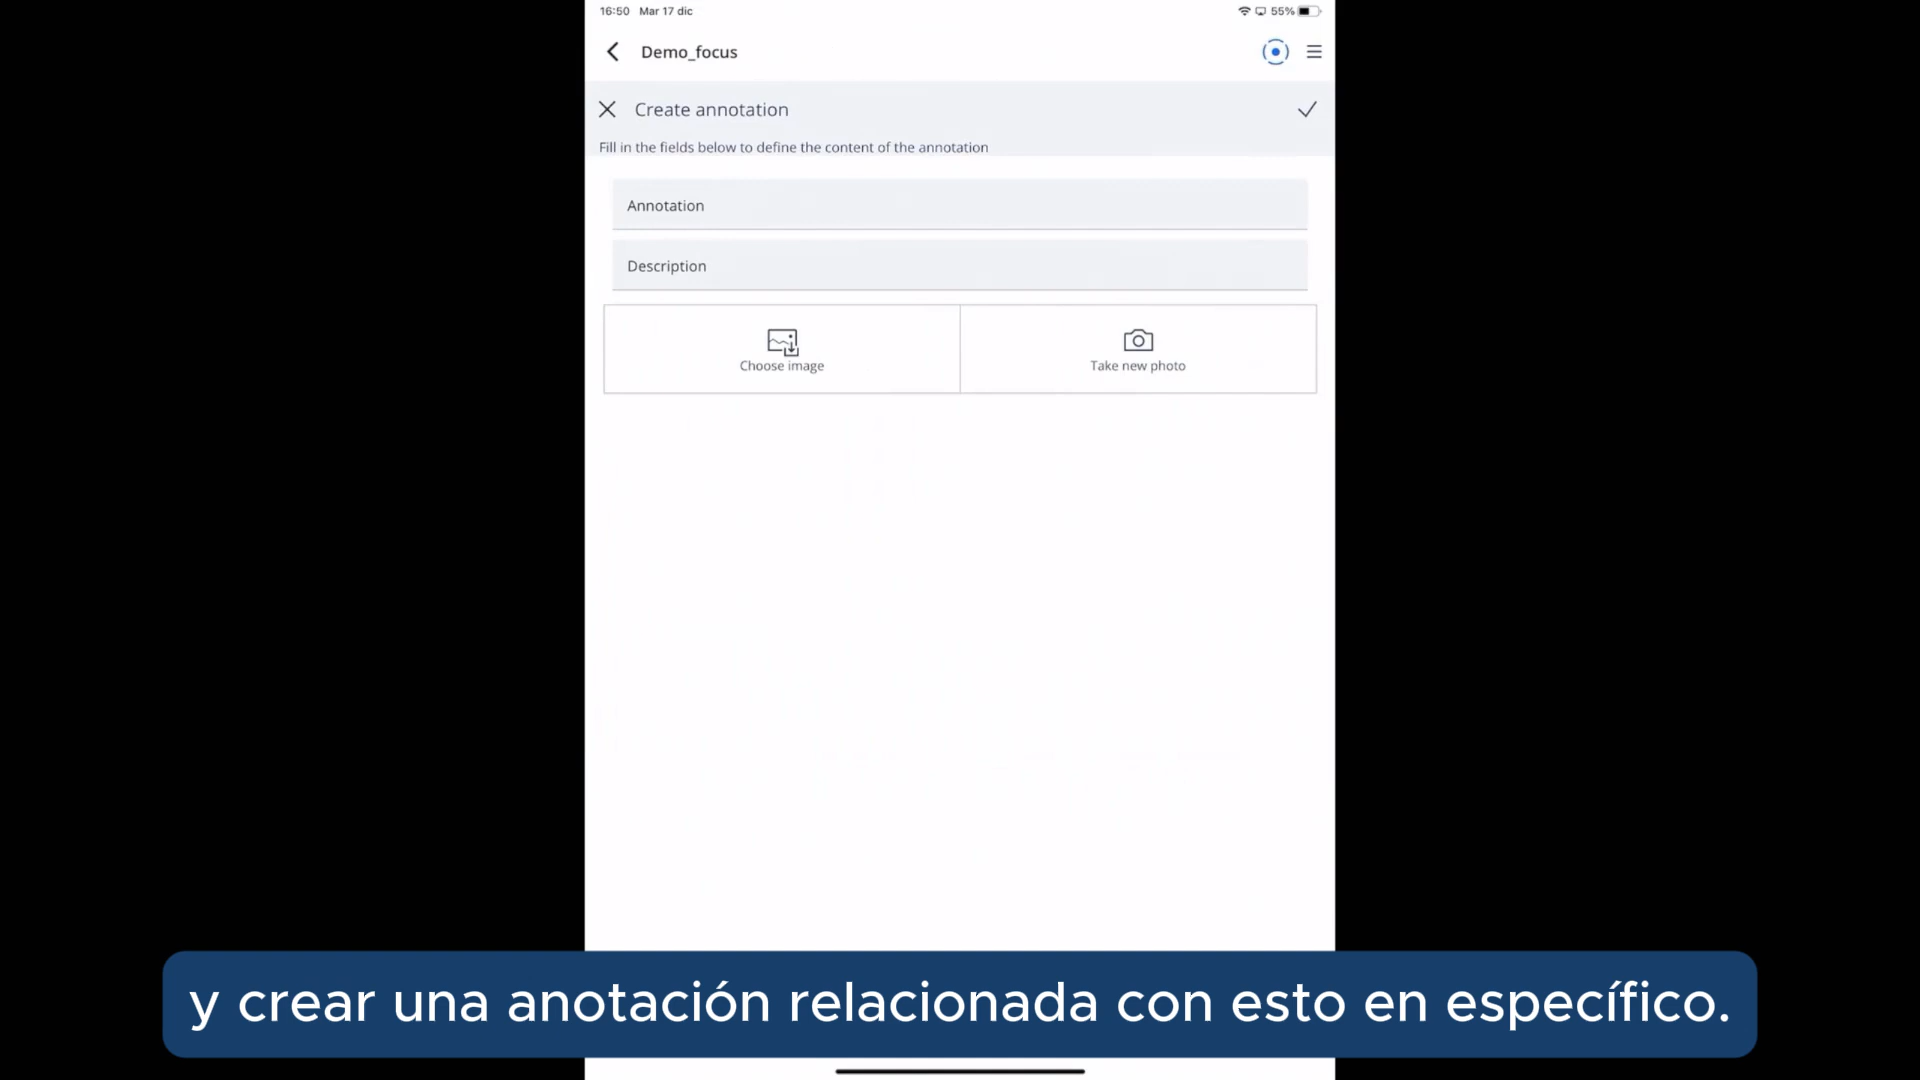 16:50 Mar 17 dic 55%
Demo_focus
Create annotation
Fill in the fields below to define the content of the annotation
Annotation
Description
Choose image Take new photo
y crear una anotación relacionada con esto en específico.